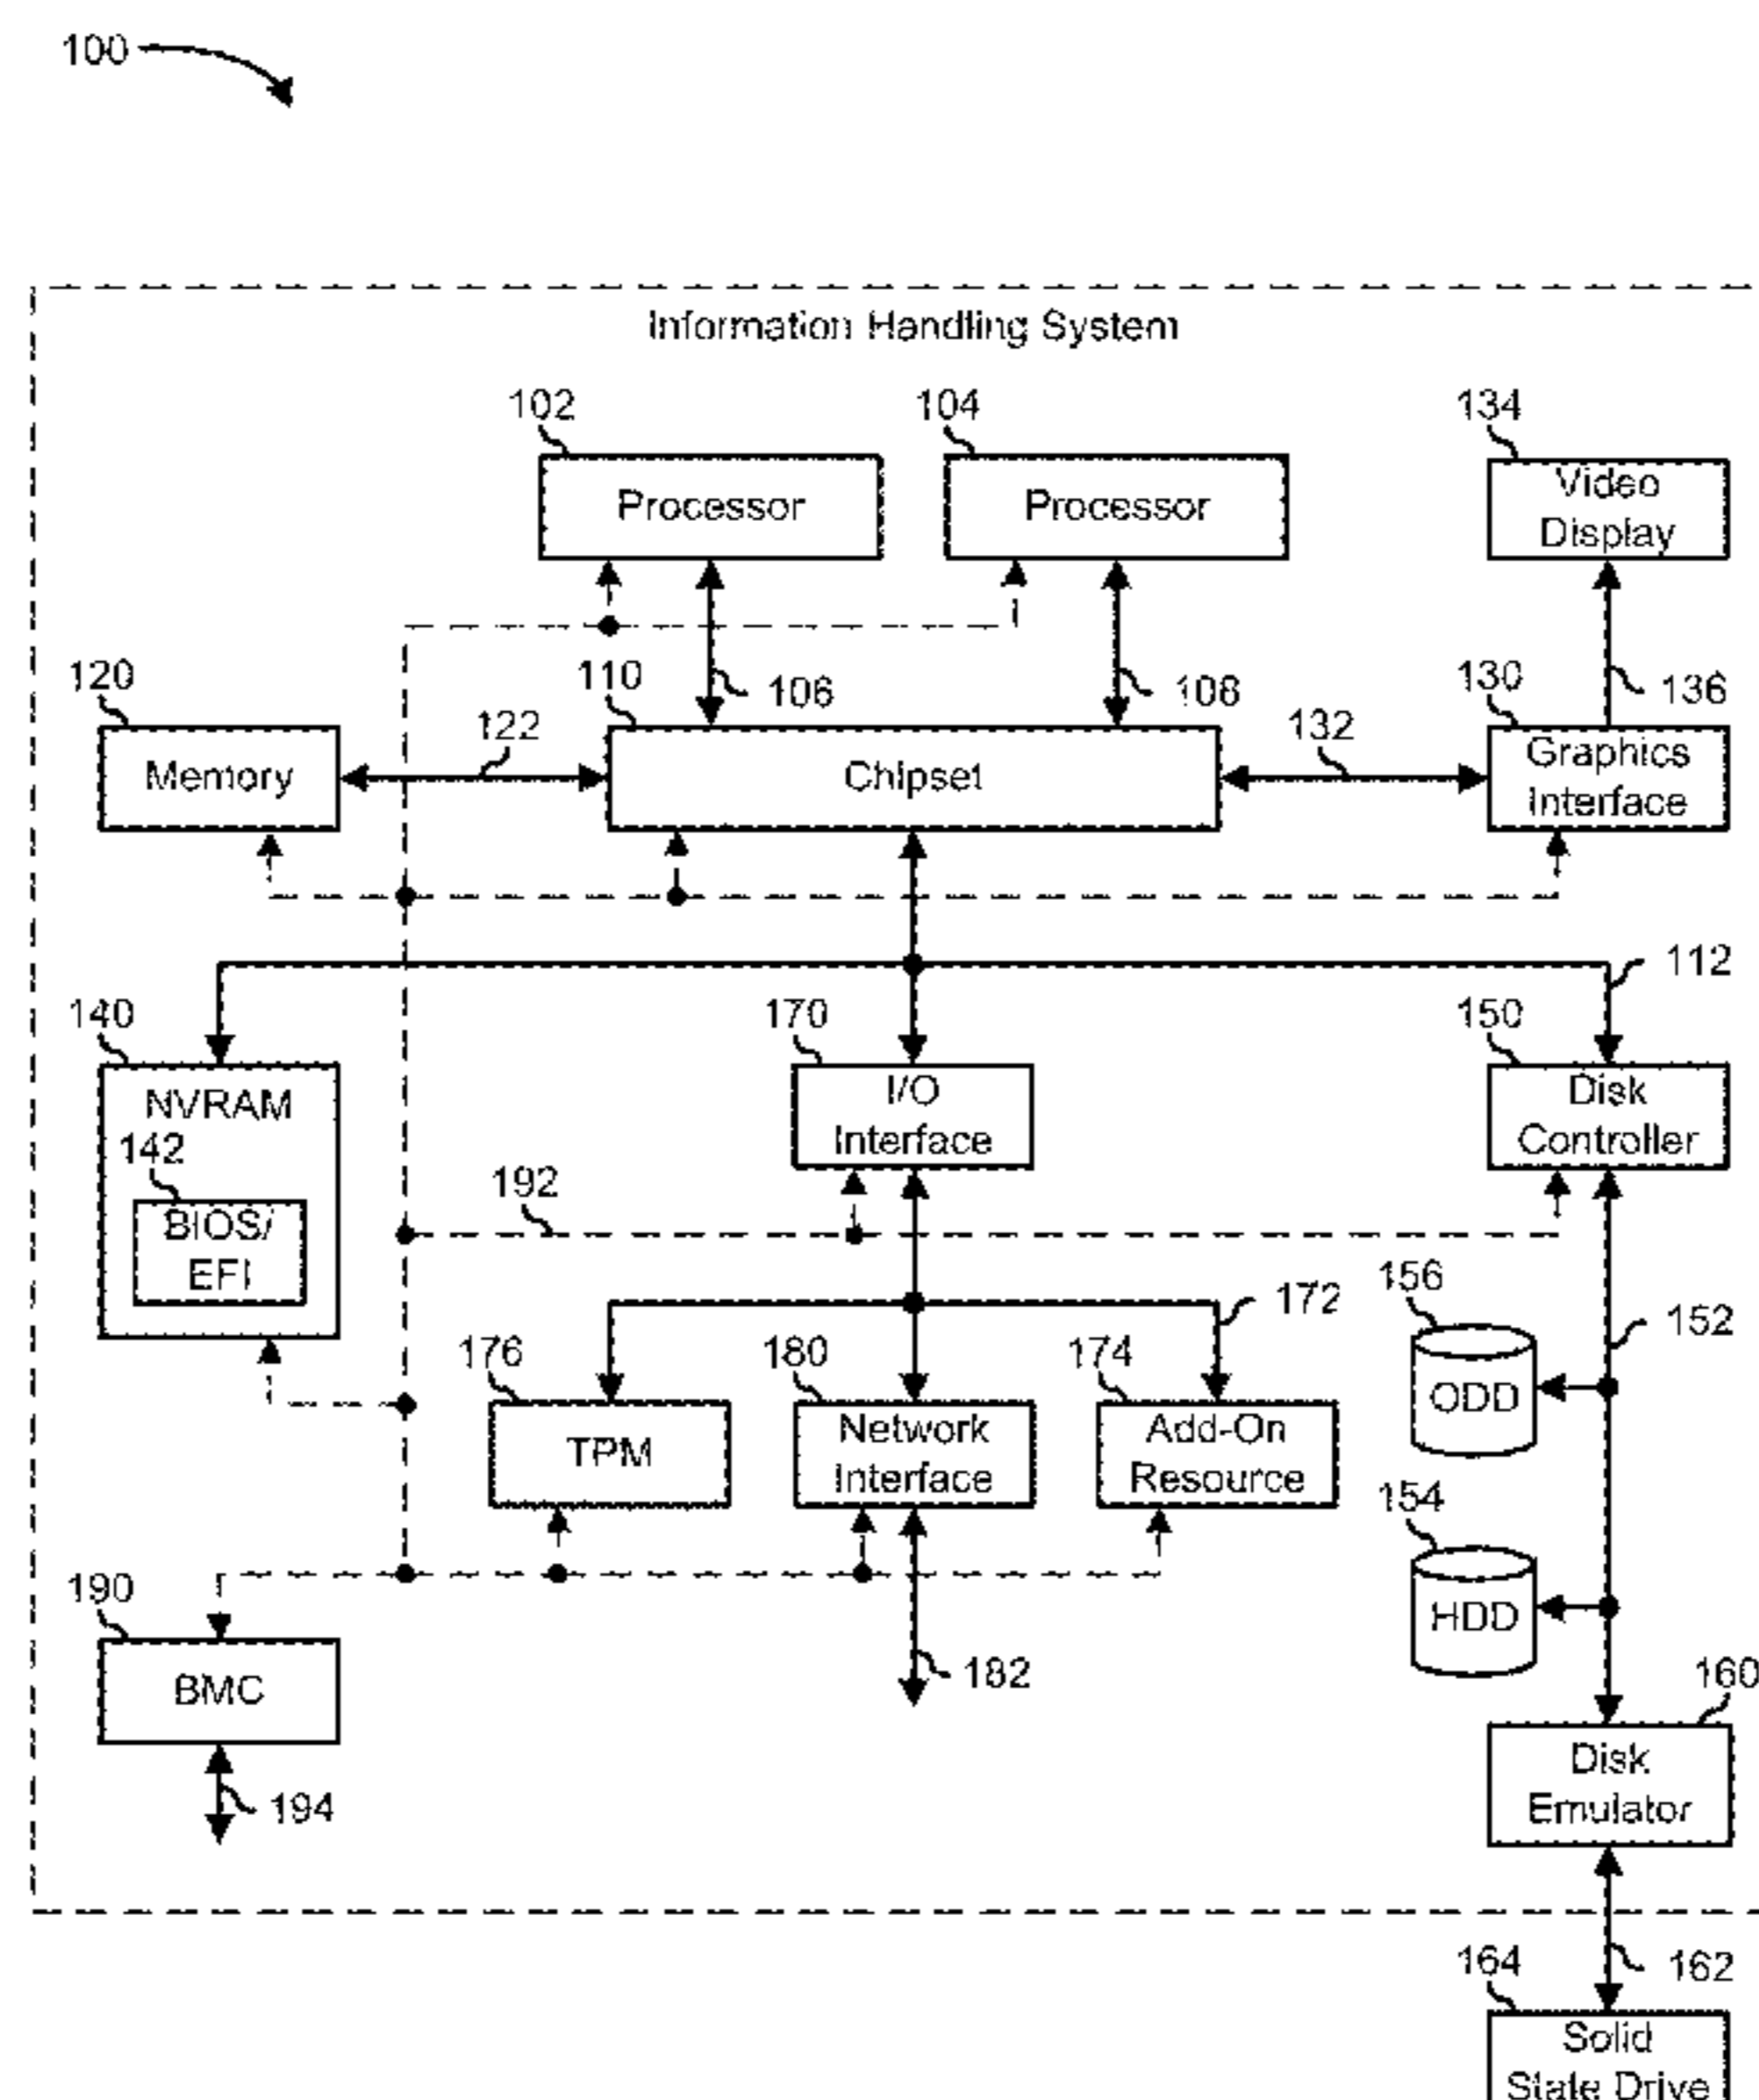 100
Information Handling System
102
104
134
Processor
Processor
Video
Display
120
110
106
108
130
136
122
132
Memory
Chipset
Graphics
Interface
112
140
170
150
NVRAM
I/O
Interface
Disk
Controller
142
BIOS/
EFI
192
156
172
152
176
180
174
ODD
TPM
Network
Interface
Add-On
Resource
154
190
HDD
BMC
182
160
194
Disk
Emulator
164
162
Solid
State Drive